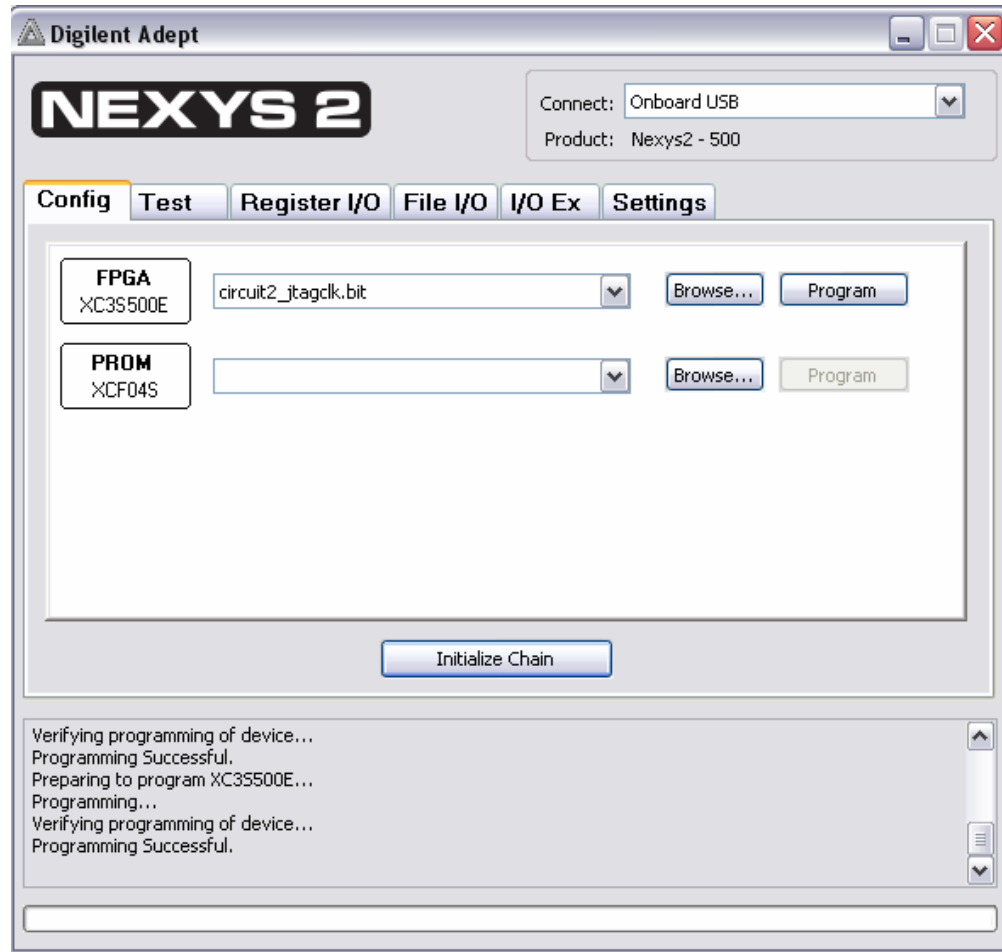 Digilent Adept
NEXYS 2
Connect: Onboard USB
Product: Nexys2 - 500
Config Test Register I/O File I/O I/O Ex Settings
FPGA
XC3S500E
circuit2_jtagclk.bit
Browse... Program
PROM
XCF04S
Browse... Program
Initialize Chain
Verifying programming of device...
Programming Successful.
Preparing to program XC3S500E...
Programming...
Verifying programming of device...
Programming Successful.